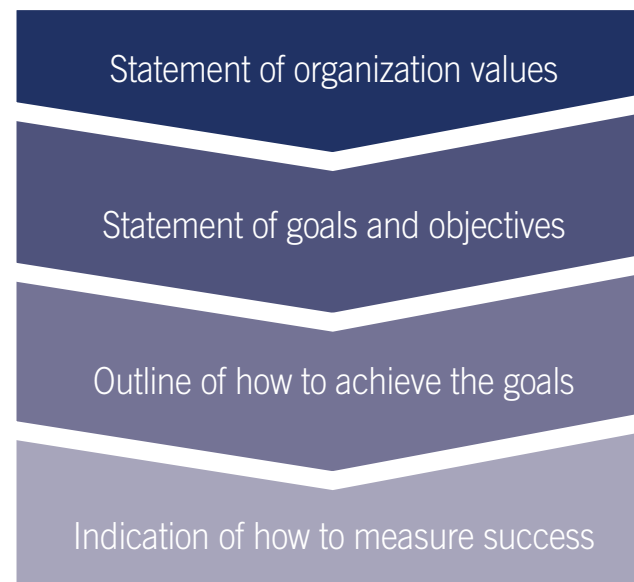 Statement of organization values
Statement of goals and objectives
Outline of how to achieve the goals
Indication of how to measure success